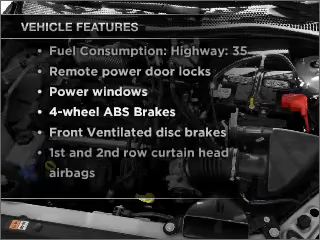 VEHICLE FEATURES
• Fuel Consumption: Highway: 35
• Remote power door locks
• Power windows
• 4-wheel ABS Brakes
• Front Ventilated disc brakes
• 1st and 2nd row curtain head
airbags